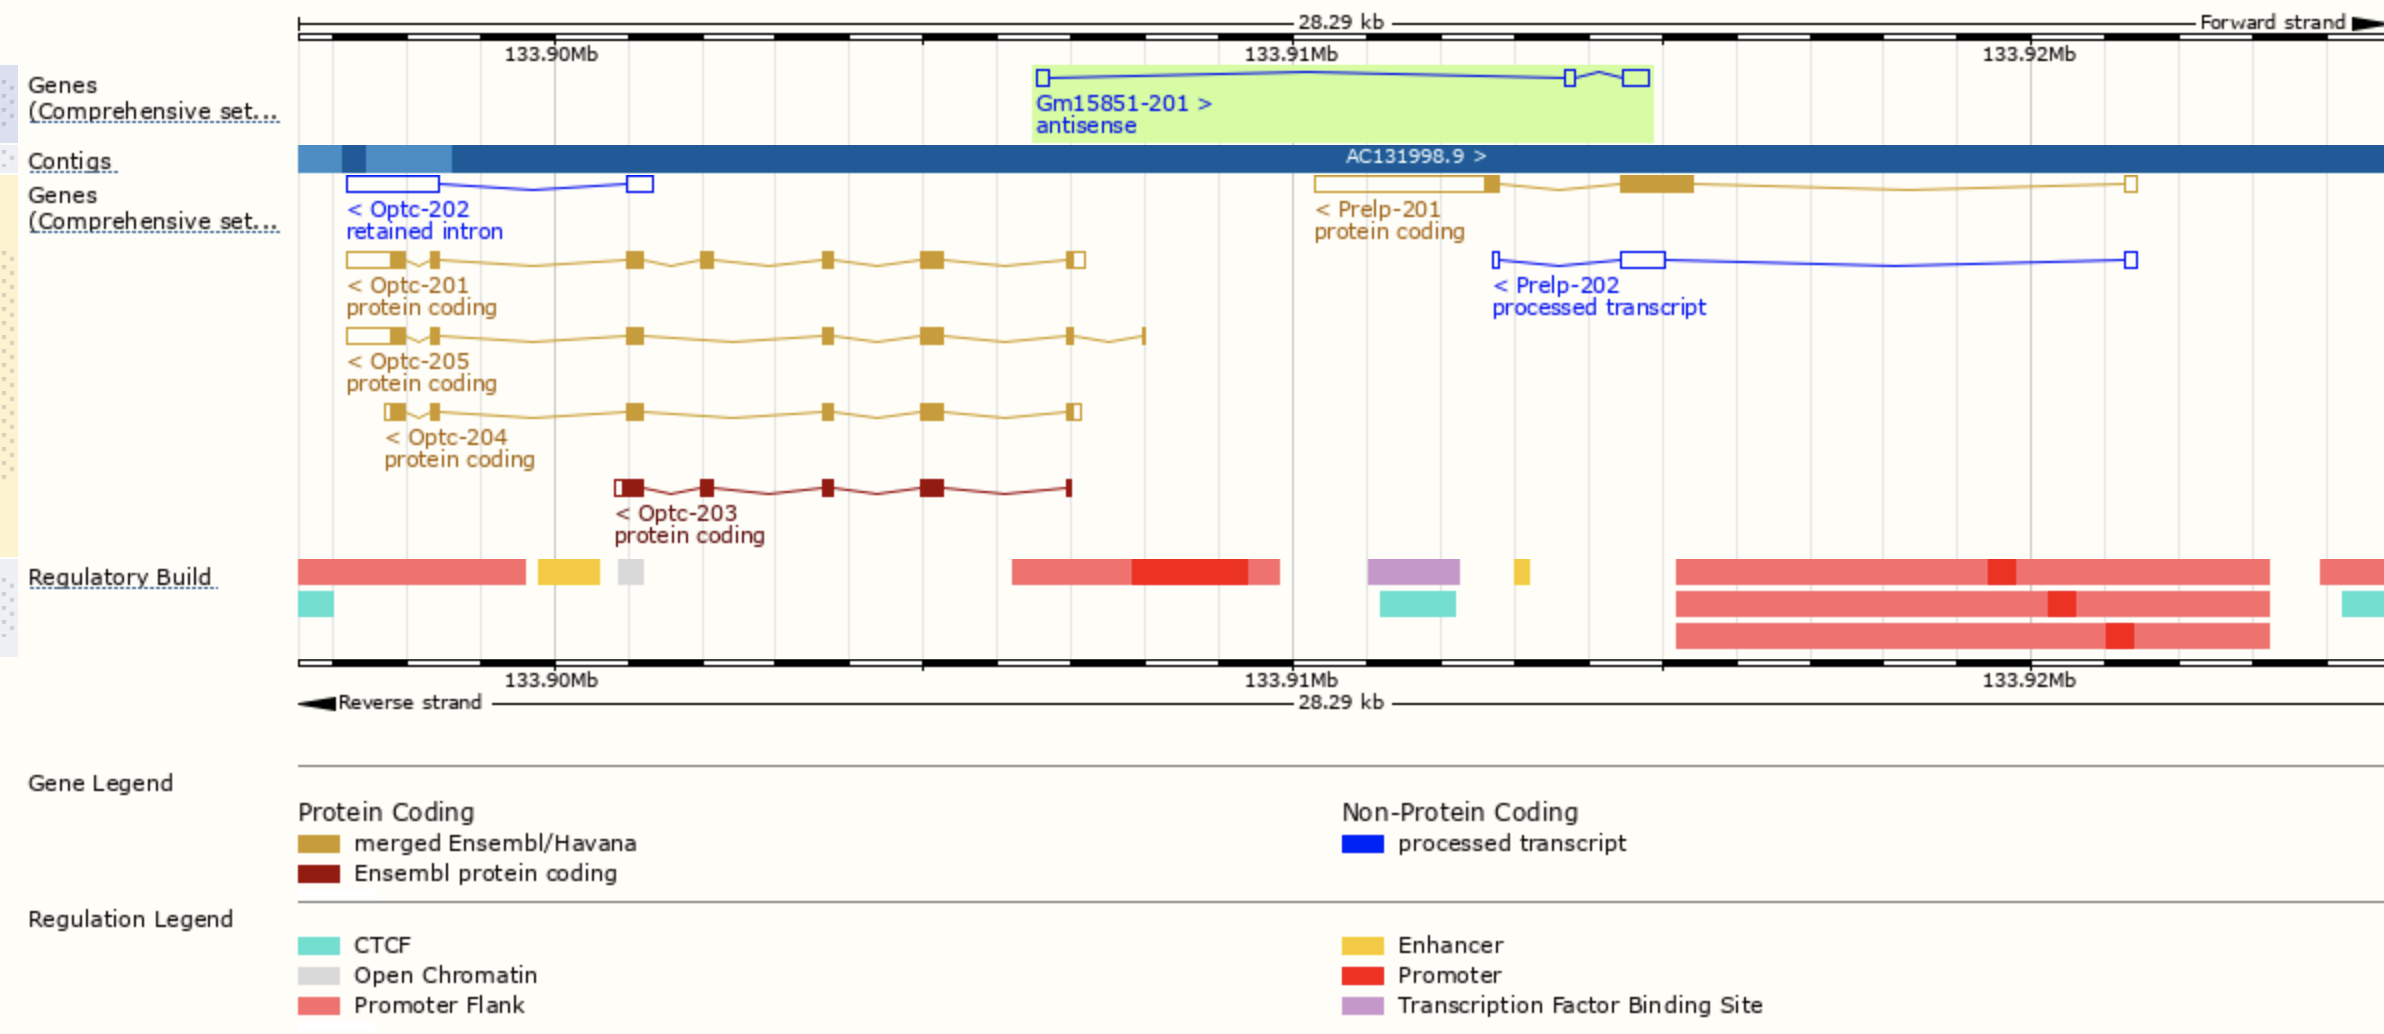 28.29 kb
Forward strand
133.90Mb 133.91Mb 133.92Mb
Genes
(Comprehensive set...
Gm15851-201 >
antisense
Contigs
AC131998.9 >
Genes
(Comprehensive set...
< Optc-202
retained intron
< Prelp-201
protein coding
< Optc-201
protein coding
< Prelp-202
processed transcript
< Optc-205
protein coding
< Optc-204
protein coding
< Optc-203
protein coding
Regulatory Build
133.90Mb 133.91Mb 133.92Mb
Reverse strand
28.29 kb
Gene Legend
Protein Coding
merged Ensembl/Havana
Ensembl protein coding
Non-Protein Coding
processed transcript
Regulation Legend
CTCF
Open Chromatin
Promoter Flank
Enhancer
Promoter
Transcription Factor Binding Site